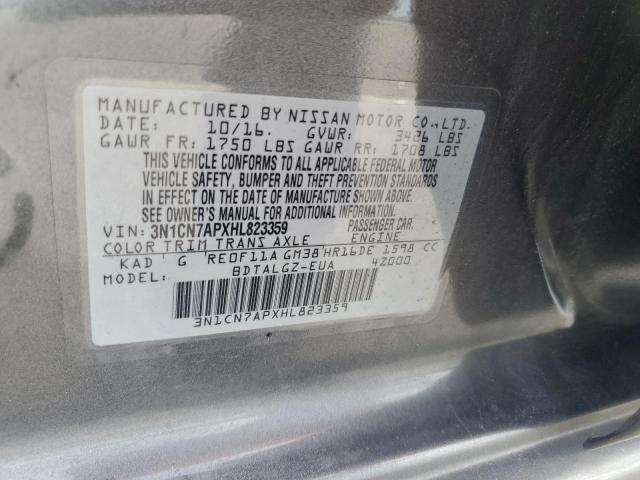 MANUFACTURED BY NISSAN MOTOR CO.,LTD.
DATE: 10/16. GVWR: 3426 LBS
GAWR FR: 1750 LBS GAWR RR: 1708 LBS
THIS VEHICLE CONFORMS TO ALL APPLICABLE FEDERAL MOTOR
VEHICLE SAFETY, BUMPER AND THEFT PREVENTION STANDARDS
IN EFFECT ON THE DATE OF MANUFACTURE SHOWN ABOVE.
SEE OWNER'S MANUAL FOR ADDITIONAL INFORMATION.
VIN: 3N1CN7APXHL823359 PASSENGER CAR
COLOR TRIM TRANS AXLE ENGINE
KAD G RE0F11A GM38 HR16DE 1598 CC
MODEL: BDTALGZ-EUA 4Z000
3N1CN7APXHL823359